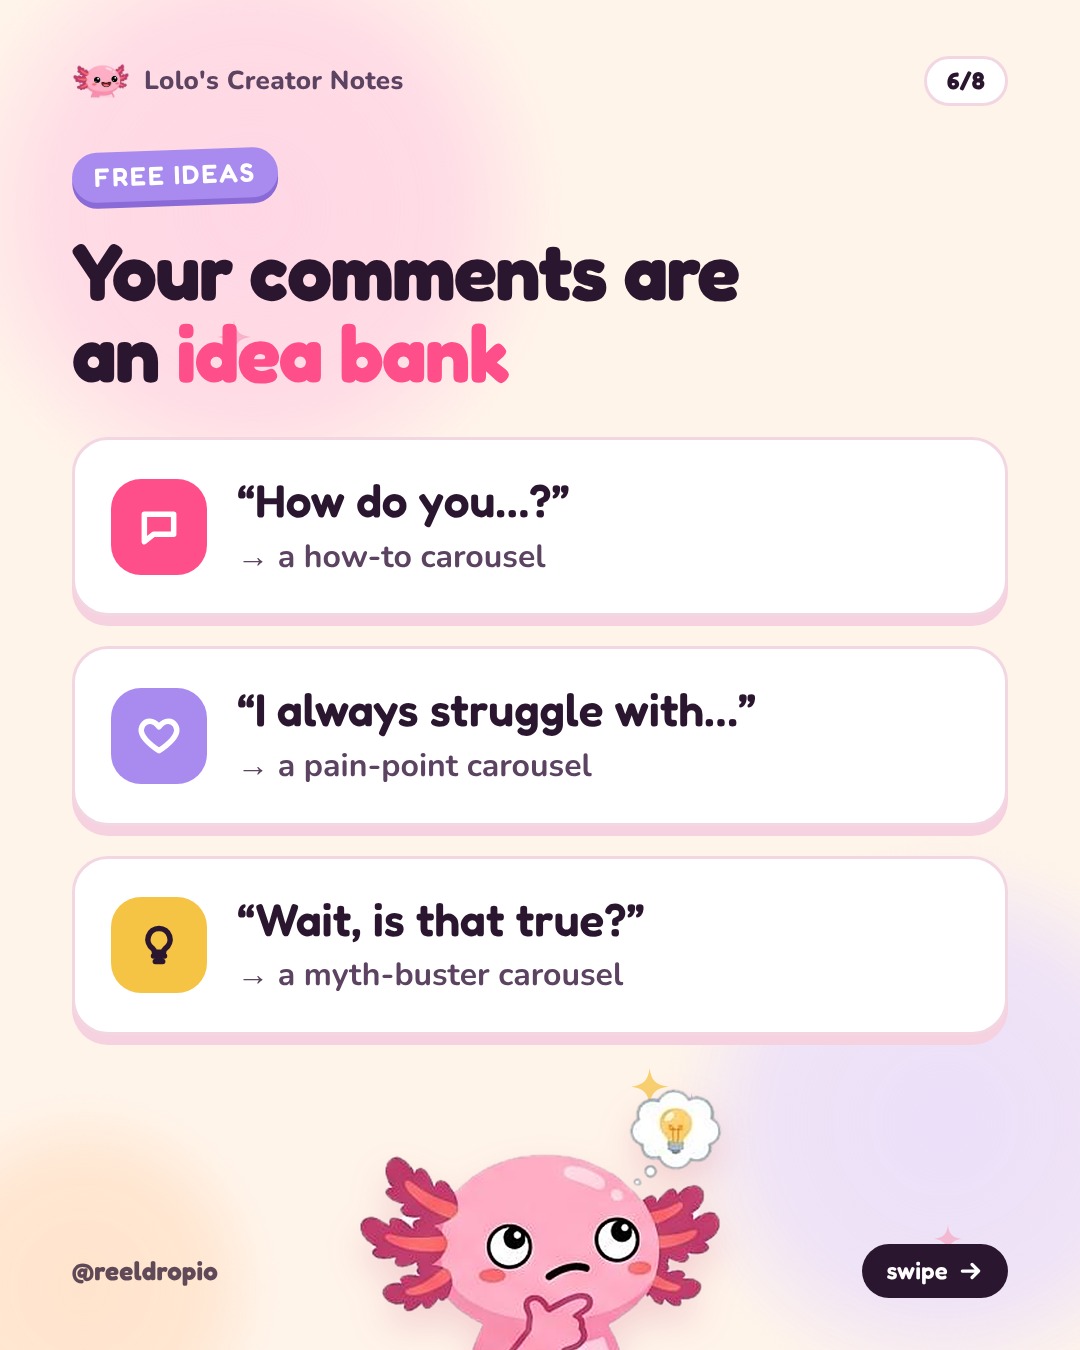 Lolo's Creator Notes
6/8
FREE IDEAS
Your comments are
an idea bank
“How do you...?”
→ a how-to carousel
“I always struggle with...”
→ a pain-point carousel
“Wait, is that true?”
→ a myth-buster carousel
@reeldropio
swipe →